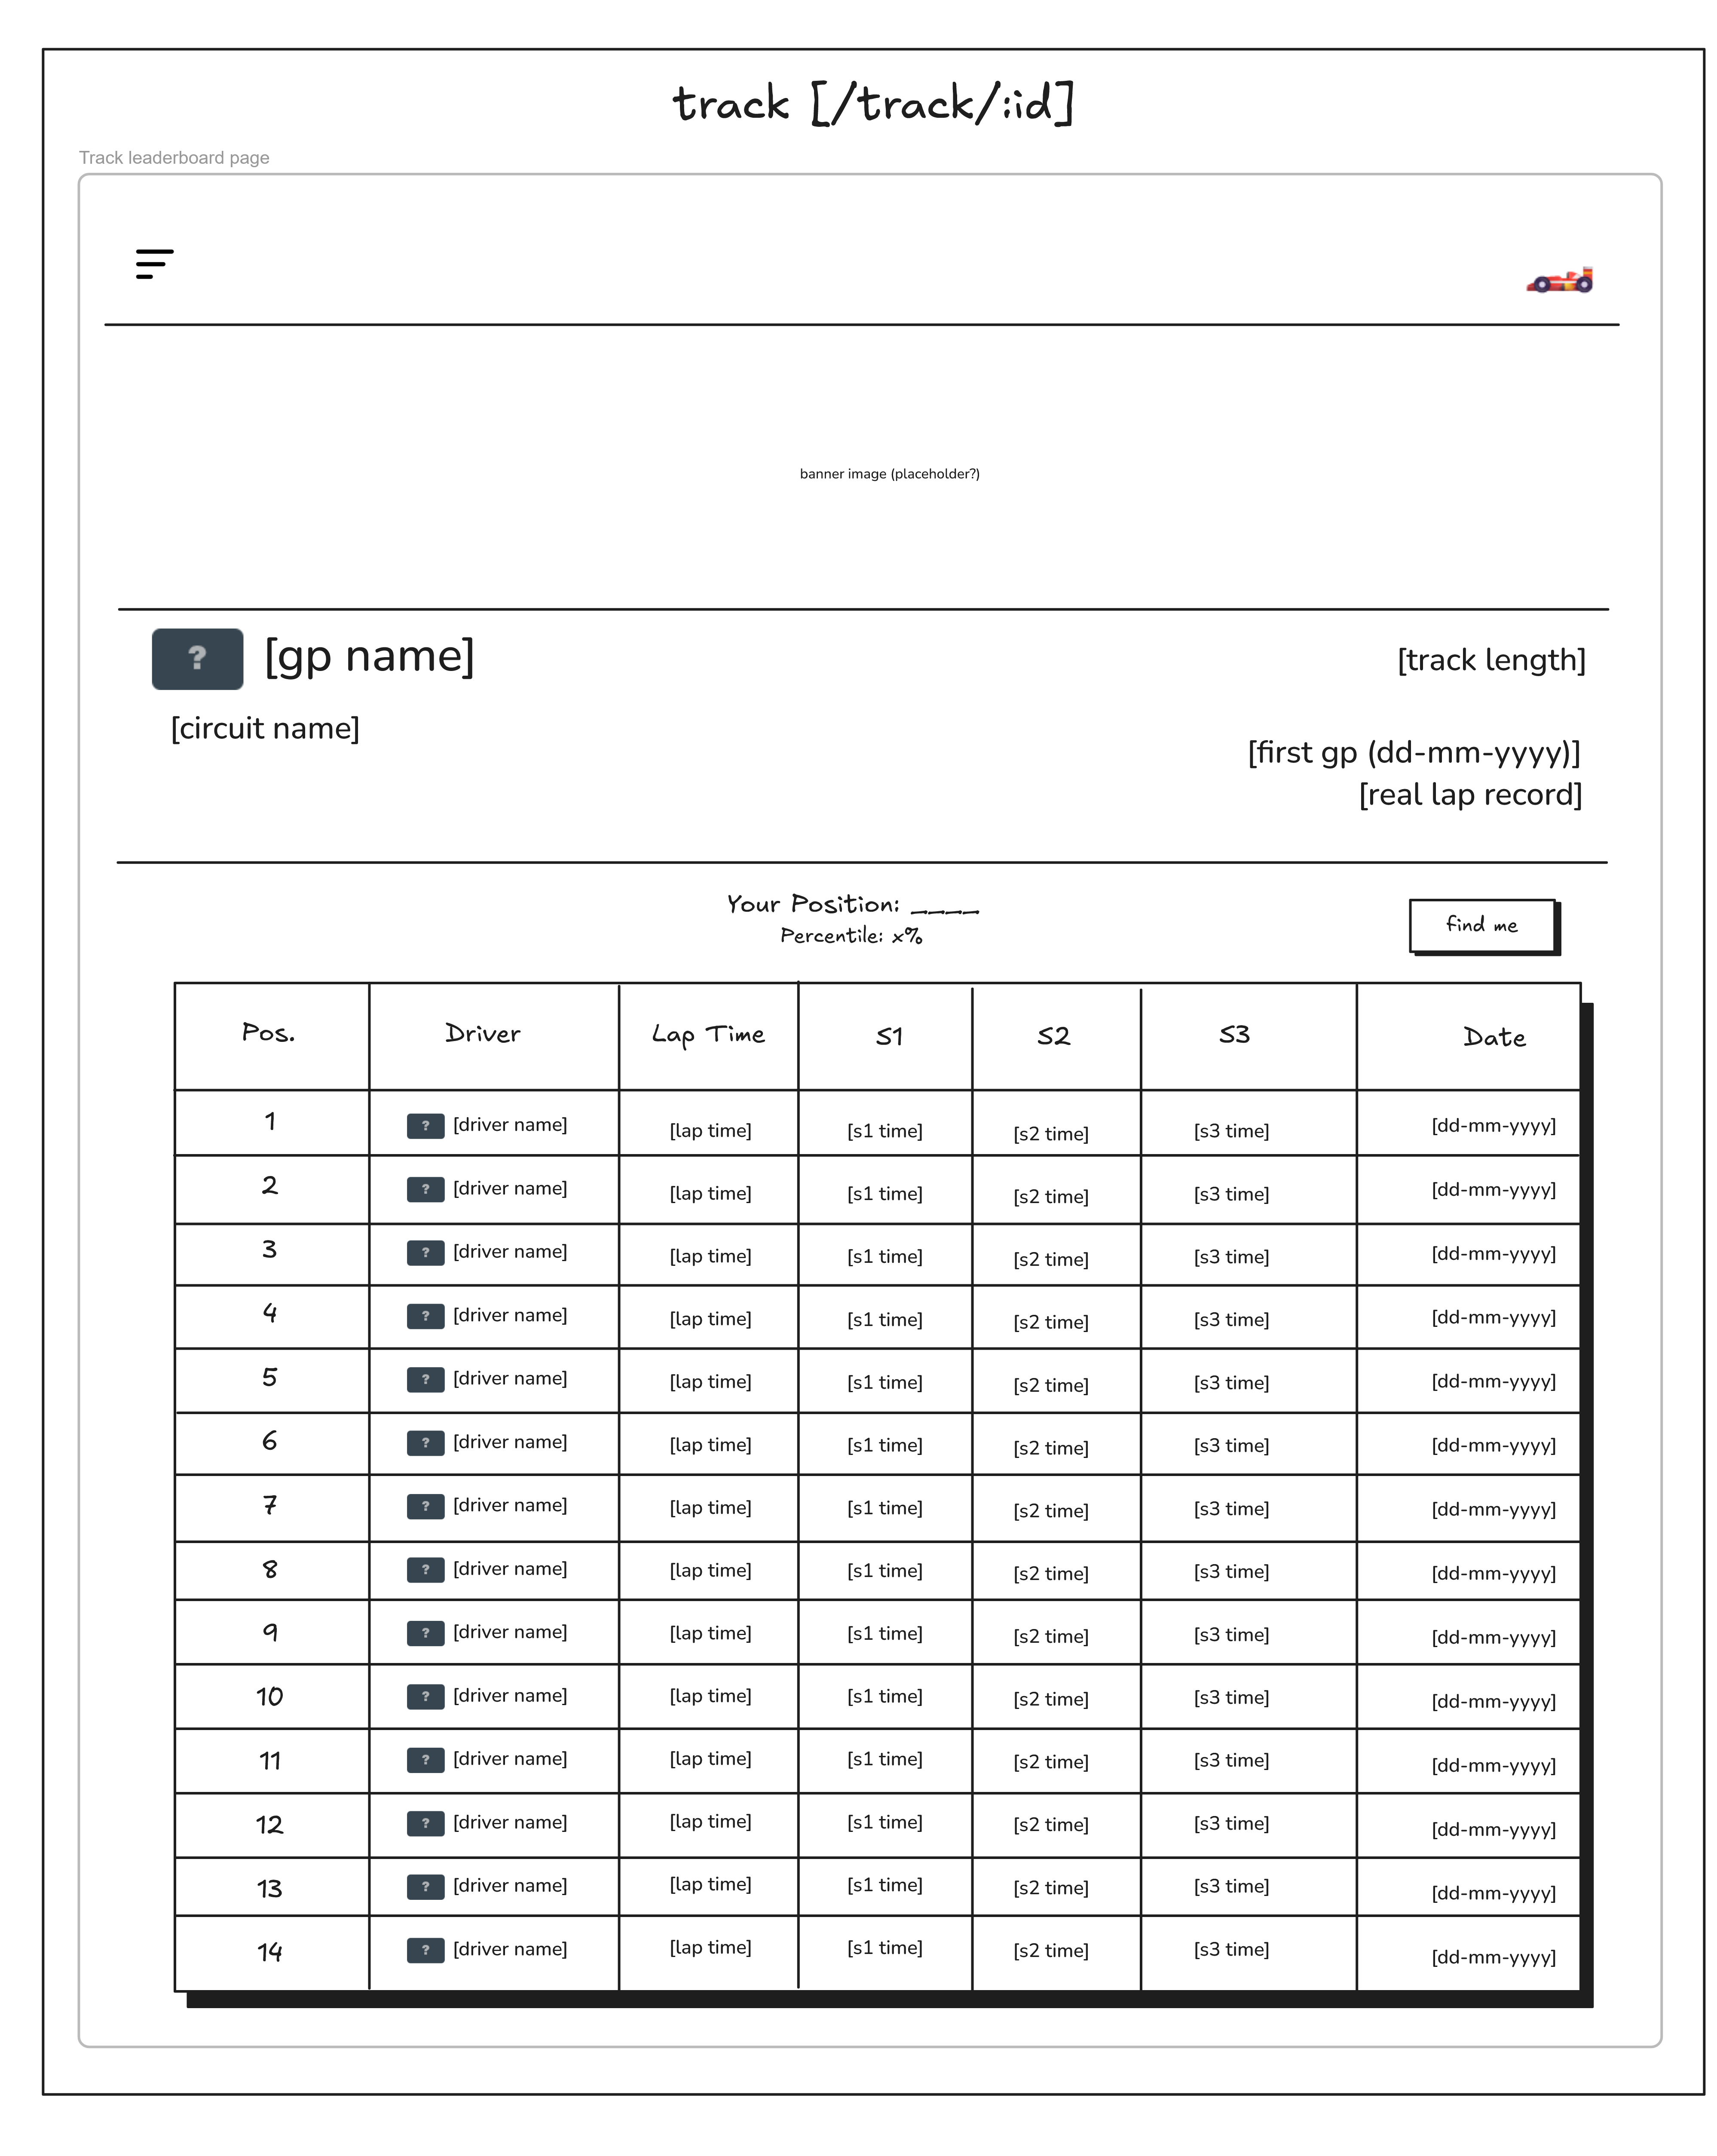 track [/track/:id]
Track leaderboard page
banner image (placeholder?)
? [gp name]
[track length]
[circuit name]
[first gp (dd-mm-yyyy)]
[real lap record]
Your Position: ____
Percentile: x%
find me
Pos. Driver Lap Time S1 S2 S3 Date
1 ? [driver name] [lap time] [s1 time] [s2 time] [s3 time] [dd-mm-yyyy]
2 ? [driver name] [lap time] [s1 time] [s2 time] [s3 time] [dd-mm-yyyy]
3 ? [driver name] [lap time] [s1 time] [s2 time] [s3 time] [dd-mm-yyyy]
4 ? [driver name] [lap time] [s1 time] [s2 time] [s3 time] [dd-mm-yyyy]
5 ? [driver name] [lap time] [s1 time] [s2 time] [s3 time] [dd-mm-yyyy]
6 ? [driver name] [lap time] [s1 time] [s2 time] [s3 time] [dd-mm-yyyy]
7 ? [driver name] [lap time] [s1 time] [s2 time] [s3 time] [dd-mm-yyyy]
8 ? [driver name] [lap time] [s1 time] [s2 time] [s3 time] [dd-mm-yyyy]
9 ? [driver name] [lap time] [s1 time] [s2 time] [s3 time] [dd-mm-yyyy]
10 ? [driver name] [lap time] [s1 time] [s2 time] [s3 time] [dd-mm-yyyy]
11 ? [driver name] [lap time] [s1 time] [s2 time] [s3 time] [dd-mm-yyyy]
12 ? [driver name] [lap time] [s1 time] [s2 time] [s3 time] [dd-mm-yyyy]
13 ? [driver name] [lap time] [s1 time] [s2 time] [s3 time] [dd-mm-yyyy]
14 ? [driver name] [lap time] [s1 time] [s2 time] [s3 time] [dd-mm-yyyy]